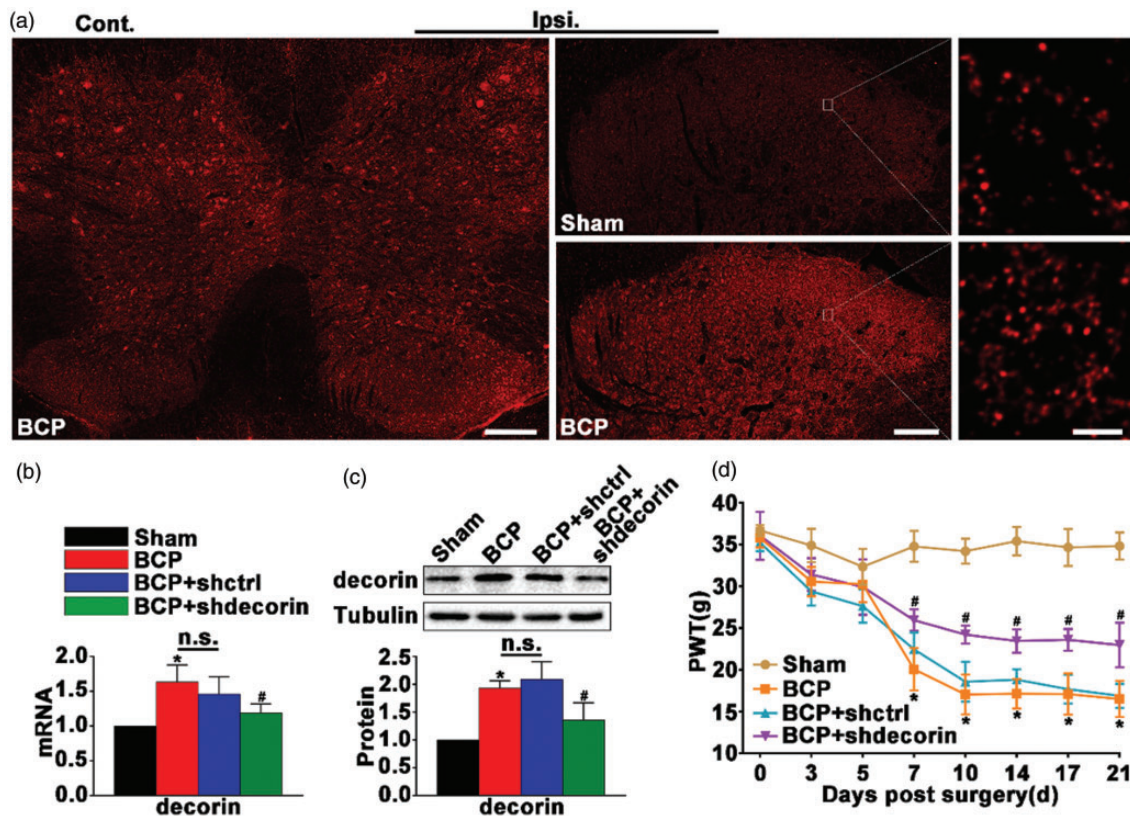 (a)
Cont.
Ipsi.
Sham
BCP
BCP
(b)
Sham
BCP
BCP+shctrl
BCP+shdecorin
n.s.
*
#
2.0
1.5
1.0
0.5
0.0
mRNA
decorin
(c)
Sham
BCP
BCP+shctrl
BCP+
shdecorin
decorin
Tubulin
n.s.
*
#
2.5
2.0
1.5
1.0
0.5
0.0
Protein
decorin
(d)
40
35
30
25
20
15
10
PWT(g)
# # # # #
Sham
BCP
BCP+shctrl
BCP+shdecorin
* * * * *
0 3 5 7 10 14 17 21
Days post surgery(d)